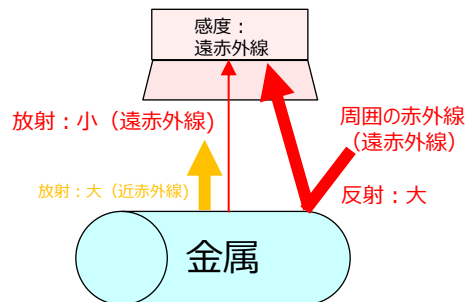 感度：
遠赤外線
放射：小（遠赤外線）
周囲の赤外線
（遠赤外線）
放射：大（近赤外線）
反射：大
金属